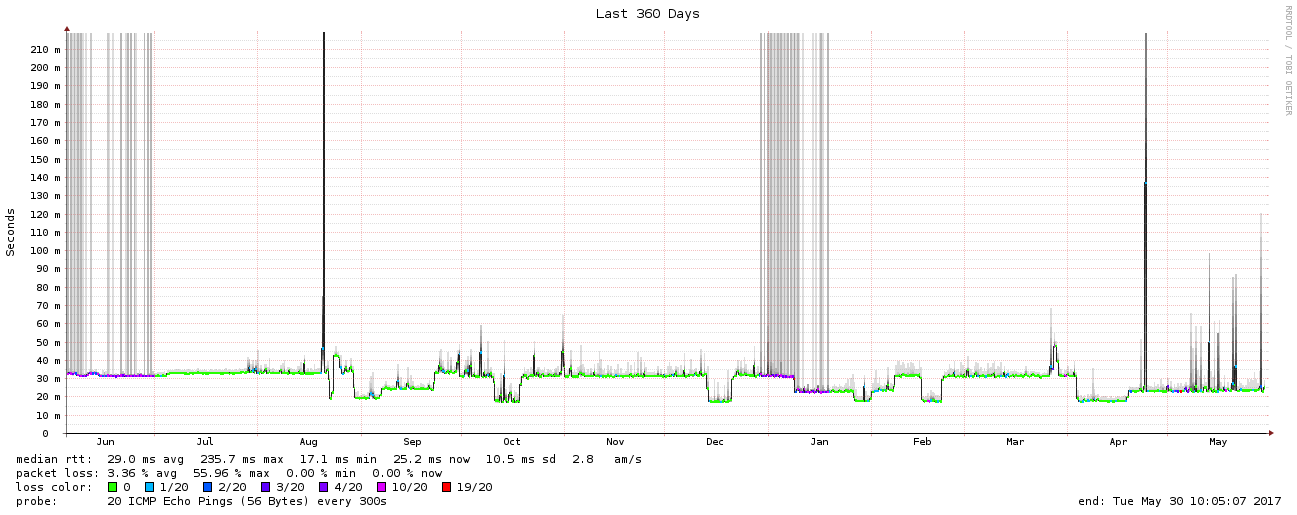 Last 360 Days
RRDTOOL / TOBI OETIKER
Seconds
210 m
200 m
190 m
180 m
170 m
160 m
150 m
140 m
130 m
120 m
110 m
100 m
90 m
80 m
70 m
60 m
50 m
40 m
30 m
20 m
10 m
0
Jun Jul Aug Sep Oct Nov Dec Jan Feb Mar Apr May
median rtt: 29.0 ms avg 235.7 ms max 17.1 ms min 25.2 ms now 10.5 ms sd 2.8 am/s
packet loss: 3.36 % avg 55.96 % max 0.00 % min 0.00 % now
loss color: 0 1/20 2/20 3/20 4/20 10/20 19/20
probe: 20 ICMP Echo Pings (56 Bytes) every 300s end: Tue May 30 10:05:07 2017